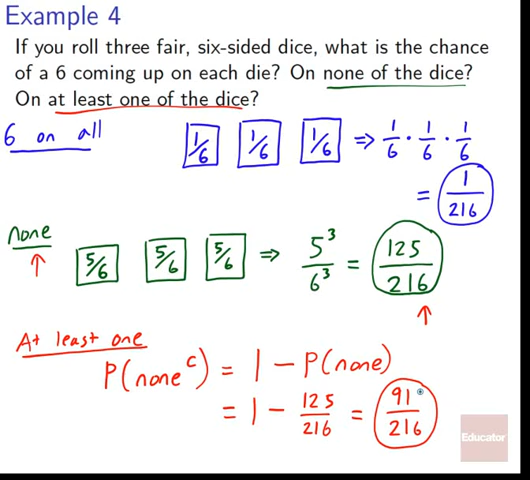 Example 4
If you roll three fair, six-sided dice, what is the chance
of a 6 coming up on each die? On none of the dice?
On at least one of the dice?
6 on all
1/6 1/6 1/6 ⇒ 1/6 · 1/6 · 1/6
= 1/216
none
5/6 5/6 5/6 ⇒ 5³/6³ = 125/216
At least one
P(noneᶜ) = 1 − P(none)
= 1 − 125/216 = 91/216
Educator